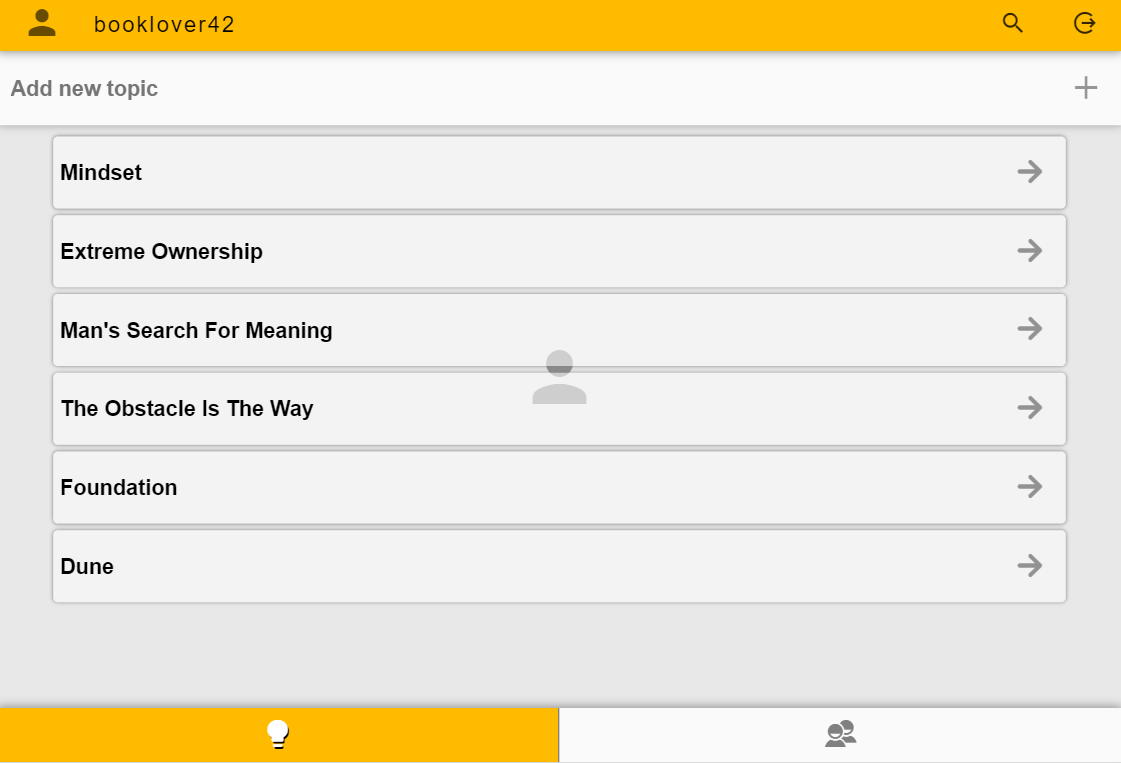 booklover42
Add new topic
Mindset
Extreme Ownership
Man's Search For Meaning
The Obstacle Is The Way
Foundation
Dune